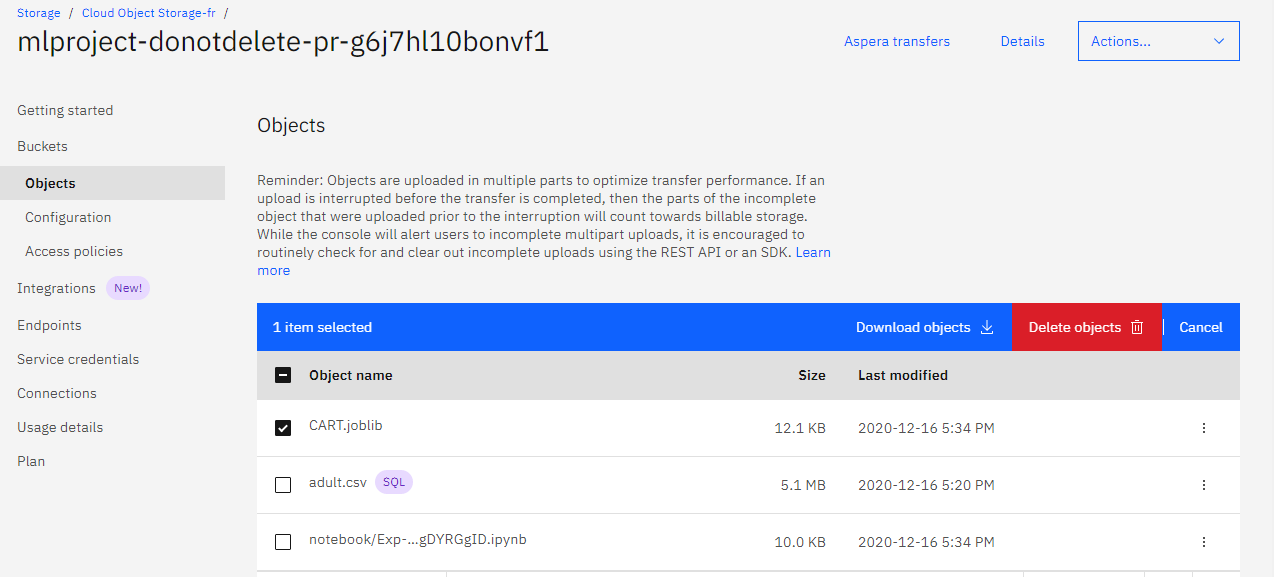 Storage / Cloud Object Storage-fr /
mlproject-donotdelete-pr-g6j7hl10bonvf1
Aspera transfers
Details
Actions...
Getting started
Buckets
Objects
Configuration
Access policies
Integrations New!
Endpoints
Service credentials
Connections
Usage details
Plan
Objects
Reminder: Objects are uploaded in multiple parts to optimize transfer performance. If an
upload is interrupted before the transfer is completed, then the parts of the incomplete
object that were uploaded prior to the interruption will count towards billable storage.
While the console will alert users to incomplete multipart uploads, it is encouraged to
routinely check for and clear out incomplete uploads using the REST API or an SDK. Learn
more
1 item selected Download objects Delete objects Cancel
Object name Size Last modified
CART.joblib 12.1 KB 2020-12-16 5:34 PM
adult.csv SQL 5.1 MB 2020-12-16 5:20 PM
notebook/Exp-...gDYRGgID.ipynb 10.0 KB 2020-12-16 5:34 PM